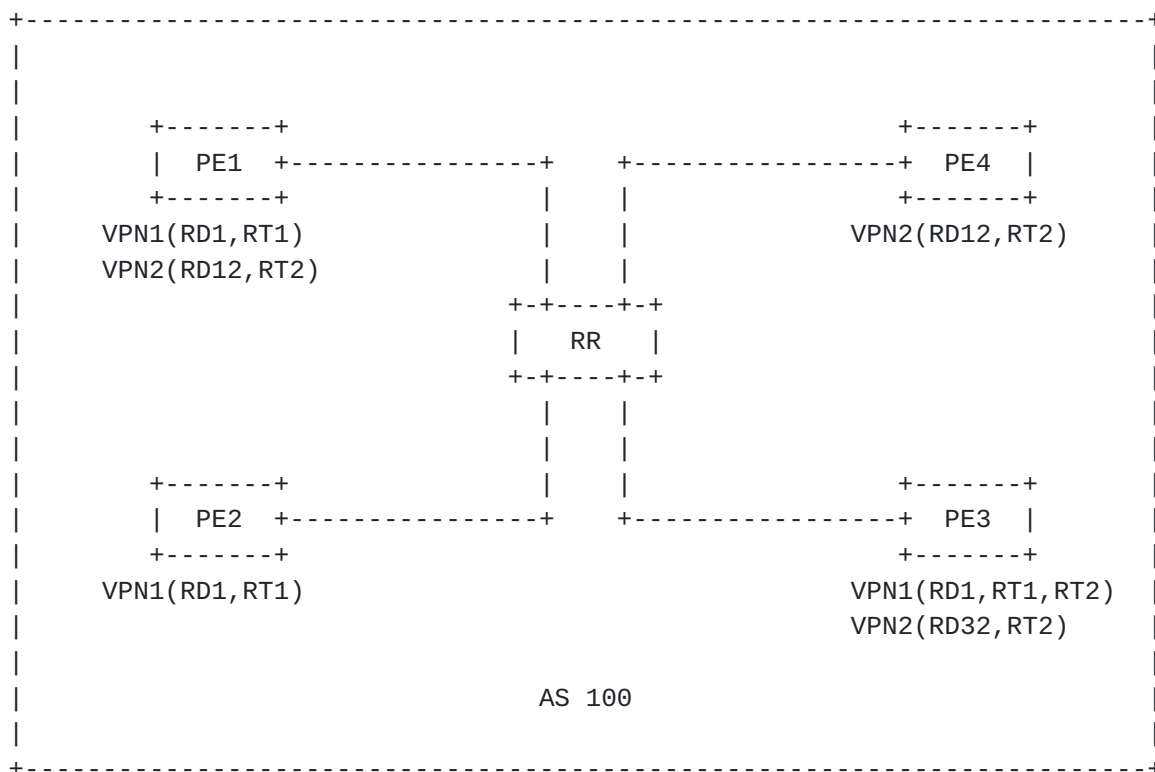 PE1 PE4
VPN1(RD1,RT1) VPN2(RD12,RT2)
VPN2(RD12,RT2)
RR
PE2 PE3
VPN1(RD1,RT1) VPN1(RD1,RT1,RT2)
VPN2(RD32,RT2)
AS 100